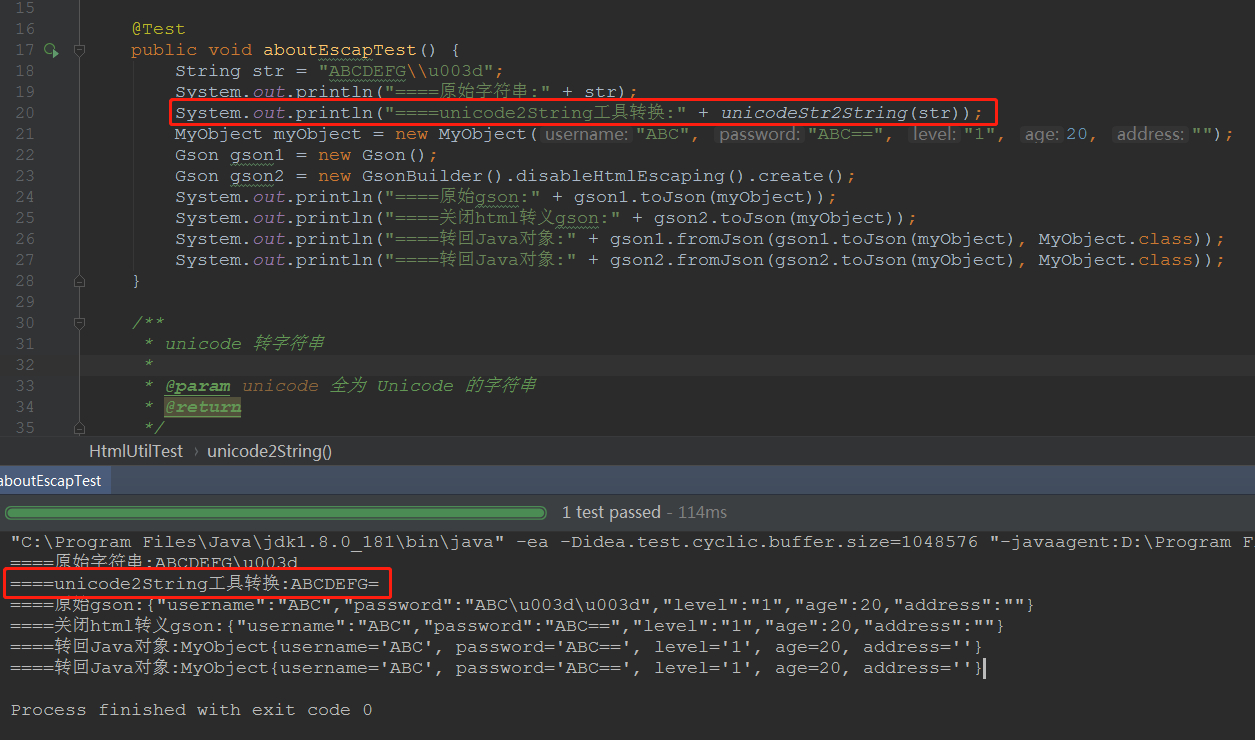 15
16 @Test
17 public void aboutEscapTest() {
18 String str = "ABCDEFG\\u003d";
19 System.out.println("====原始字符串:" + str);
20 System.out.println("====unicode2String工具转换:" + unicodeStr2String(str));
21 MyObject myObject = new MyObject( username: "ABC", password: "ABC==", level: "1", age: 20, address: "");
22 Gson gson1 = new Gson();
23 Gson gson2 = new GsonBuilder().disableHtmlEscaping().create();
24 System.out.println("====原始gson:" + gson1.toJson(myObject));
25 System.out.println("====关闭html转义gson:" + gson2.toJson(myObject));
26 System.out.println("====转回Java对象:" + gson1.fromJson(gson1.toJson(myObject), MyObject.class));
27 System.out.println("====转回Java对象:" + gson2.fromJson(gson2.toJson(myObject), MyObject.class));
28 }
29
30 /**
31 * unicode 转字符串
32 *
33 * @param unicode 全为 Unicode 的字符串
34 * @return
35 */
HtmlUtilTest › unicode2String()
aboutEscapTest
1 test passed - 114ms
"C:\Program Files\Java\jdk1.8.0_181\bin\java" -ea -Didea.test.cyclic.buffer.size=1048576 "-javaagent:D:\Program F
====原始字符串:ABCDEFG\u003d
====unicode2String工具转换:ABCDEFG=
====原始gson:{"username":"ABC","password":"ABC\u003d\u003d","level":"1","age":20,"address":""}
====关闭html转义gson:{"username":"ABC","password":"ABC==","level":"1","age":20,"address":""}
====转回Java对象:MyObject{username='ABC', password='ABC==', level='1', age=20, address=''}
====转回Java对象:MyObject{username='ABC', password='ABC==', level='1', age=20, address=''}
Process finished with exit code 0